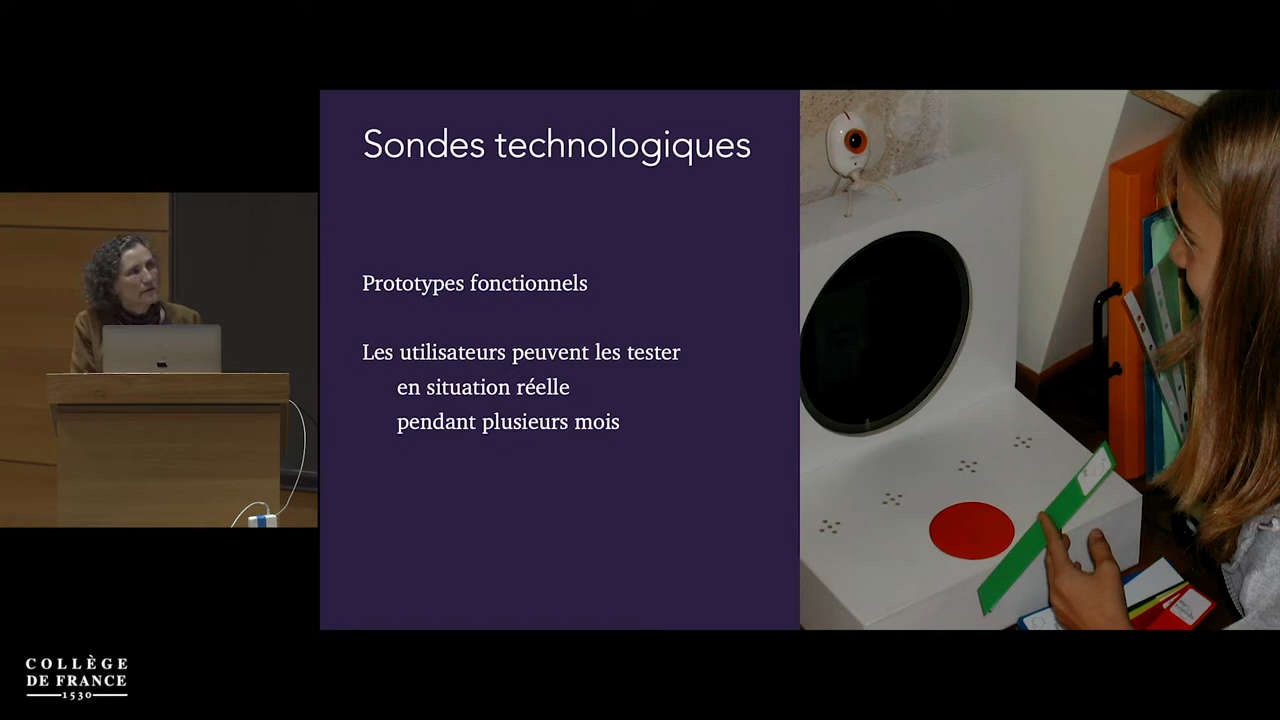 Sondes technologiques
Prototypes fonctionnels
Les utilisateurs peuvent les tester
en situation réelle
pendant plusieurs mois
COLLÈGE
DE FRANCE
1530